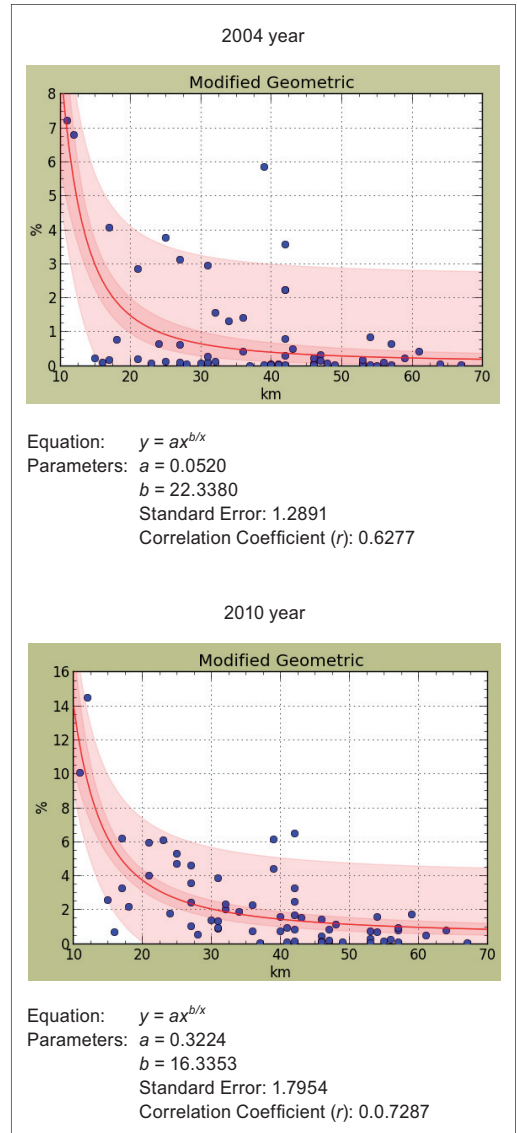 2004 year
Modified Geometric
8
7
6
5
4
3
2
1
0
%
10 20 30 40 50 60 70
km
Equation: y = ax^{b/x}
Parameters: a = 0.0520
b = 22.3380
Standard Error: 1.2891
Correlation Coefficient (r): 0.6277
2010 year
Modified Geometric
16
14
12
10
8
6
4
2
0
%
10 20 30 40 50 60 70
km
Equation: y = ax^{b/x}
Parameters: a = 0.3224
b = 16.3353
Standard Error: 1.7954
Correlation Coefficient (r): 0.0.7287